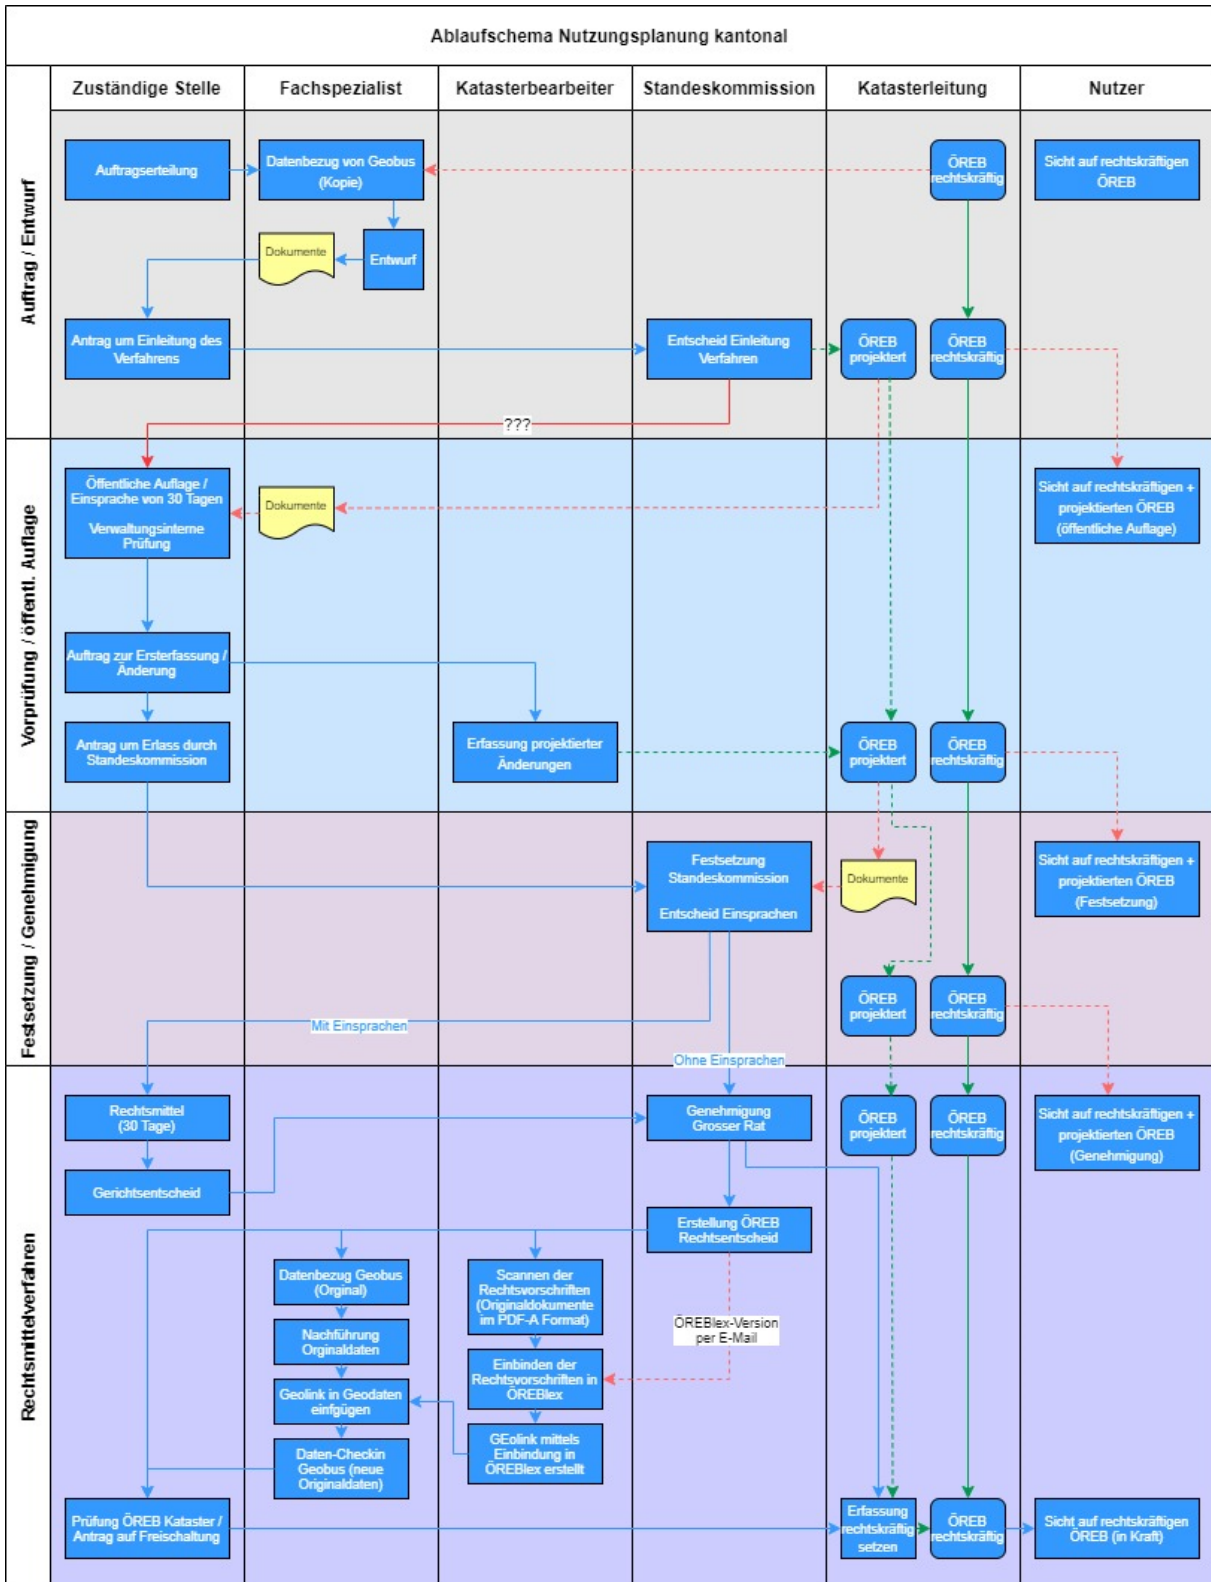 Ablaufschema Nutzungsplanung kantonal
Zuständige Stelle
Fachspezialist
Katasterbearbeiter
Standeskommission
Katasterleitung
Nutzer
Auftrag / Entwurf
Auftragserteilung
Datenbezug von Geobus
(Kopie)
ÖREB
rechtskräftig
Sicht auf rechtskräftigen
ÖREB
Dokumente
Entwurf
Antrag um Einleitung des
Verfahrens
Entscheid Einleitung
Verfahren
ÖREB
projektert
ÖREB
rechtskräftig
???
Vorprüfung / öffentl. Auflage
Öffentliche Auflage /
Einsprache von 30 Tagen
Verwaltungsinterne
Prüfung
Dokumente
Sicht auf rechtskräftigen +
projektierten ÖREB
(öffentliche Auflage)
Auftrag zur Ersterfassung /
Änderung
Antrag um Erlass durch
Standeskommission
Erfassung projektierter
Änderungen
ÖREB
projektert
ÖREB
rechtskräftig
Festsetzung / Genehmigung
Festsetzung
Standeskommission
Entscheid Einsprachen
Dokumente
Sicht auf rechtskräftigen +
projektierten ÖREB
(Festsetzung)
ÖREB
projektert
ÖREB
rechtskräftig
Mit Einsprachen
Ohne Einsprachen
Rechtsmittelverfahren
Rechtsmittel
(30 Tage)
Genehmigung
Grosser Rat
ÖREB
projektert
ÖREB
rechtskräftig
Sicht auf rechtskräftigen +
projektierten ÖREB
(Genehmigung)
Gerichtsentscheid
Erstellung ÖREB
Rechtsentscheid
Datenbezug Geobus
(Orginal)
Scannen der
Rechtsvorschriften
(Originaldokumente
im PDF-A Format)
ÖREBlex-Version
per E-Mail
Nachführung
Orginaldaten
Einbinden der
Rechtsvorschriften in
ÖREBlex
Geolink in Geodaten
einfgügen
GEolink mittels
Einbindung in
ÖREBlex erstellt
Daten-Checkin
Geobus (neue
Originaldaten)
Prüfung ÖREB Kataster /
Antrag auf Freischaltung
Erfassung
rechtskräftig
setzen
ÖREB
rechtskräftig
Sicht auf rechtskräftigen
ÖREB (in Kraft)